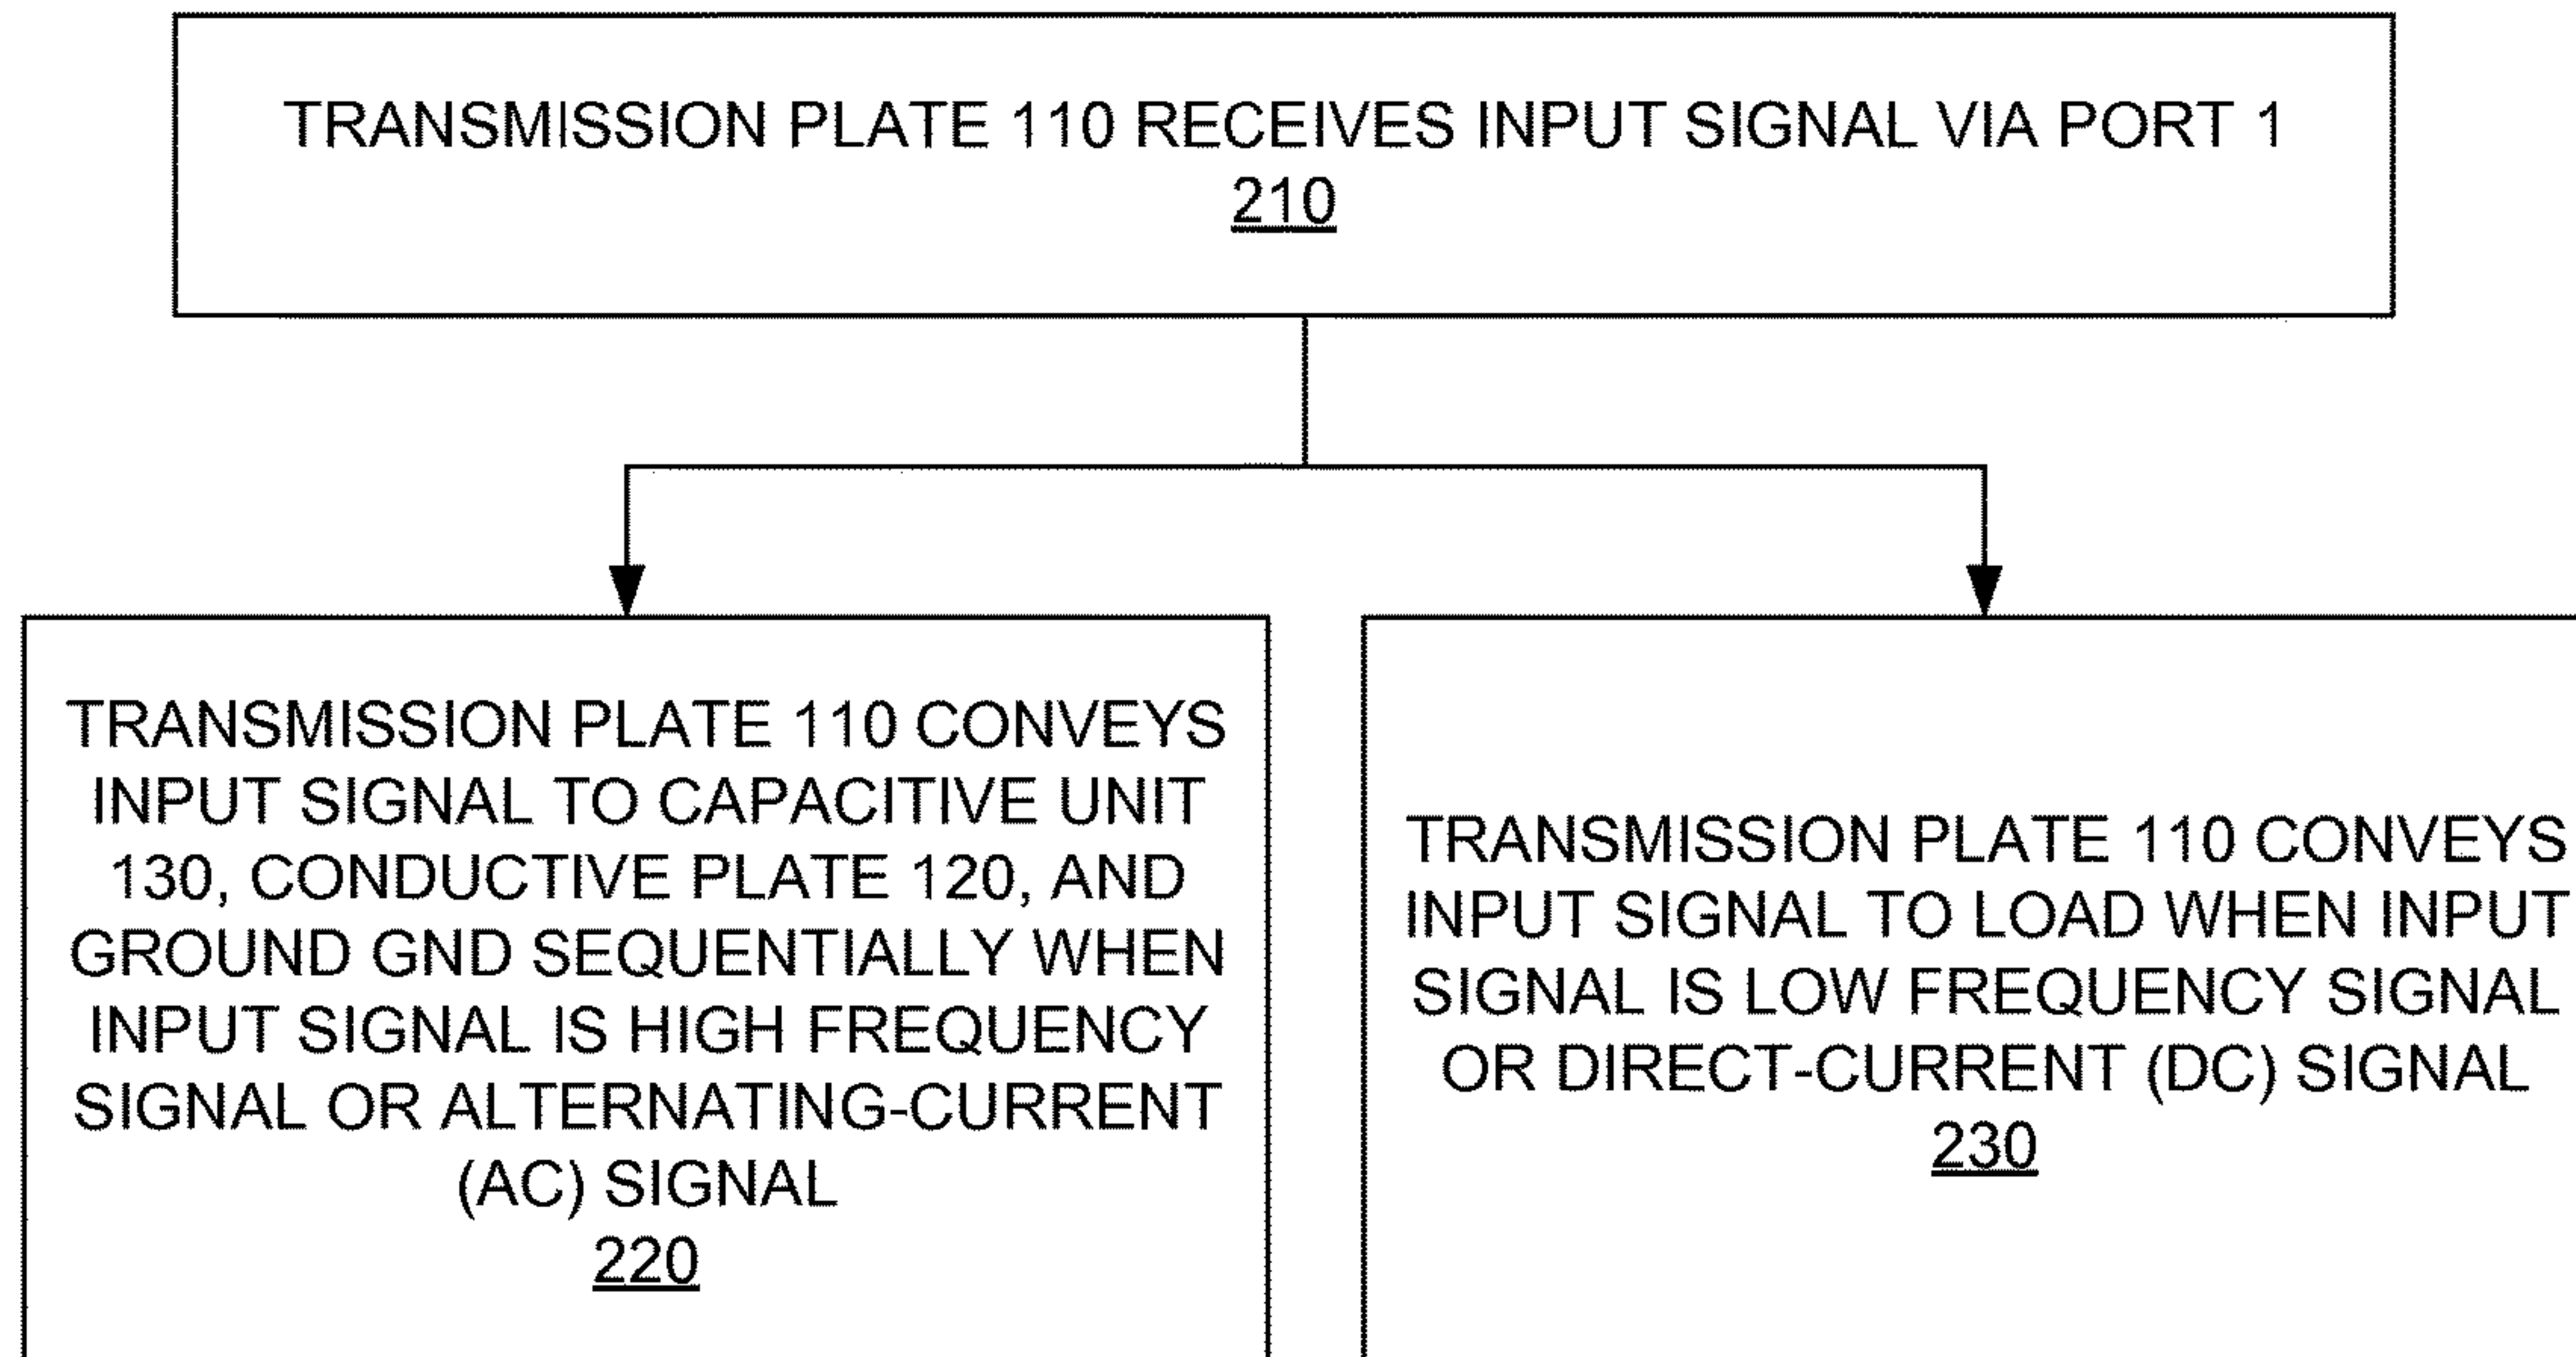 TRANSMISSION PLATE 110 RECEIVES INPUT SIGNAL VIA PORT 1
210
TRANSMISSION PLATE 110 CONVEYS
INPUT SIGNAL TO CAPACITIVE UNIT
130, CONDUCTIVE PLATE 120, AND
GROUND GND SEQUENTIALLY WHEN
INPUT SIGNAL IS HIGH FREQUENCY
SIGNAL OR ALTERNATING-CURRENT
(AC) SIGNAL
220
TRANSMISSION PLATE 110 CONVEYS
INPUT SIGNAL TO LOAD WHEN INPUT
SIGNAL IS LOW FREQUENCY SIGNAL
OR DIRECT-CURRENT (DC) SIGNAL
230